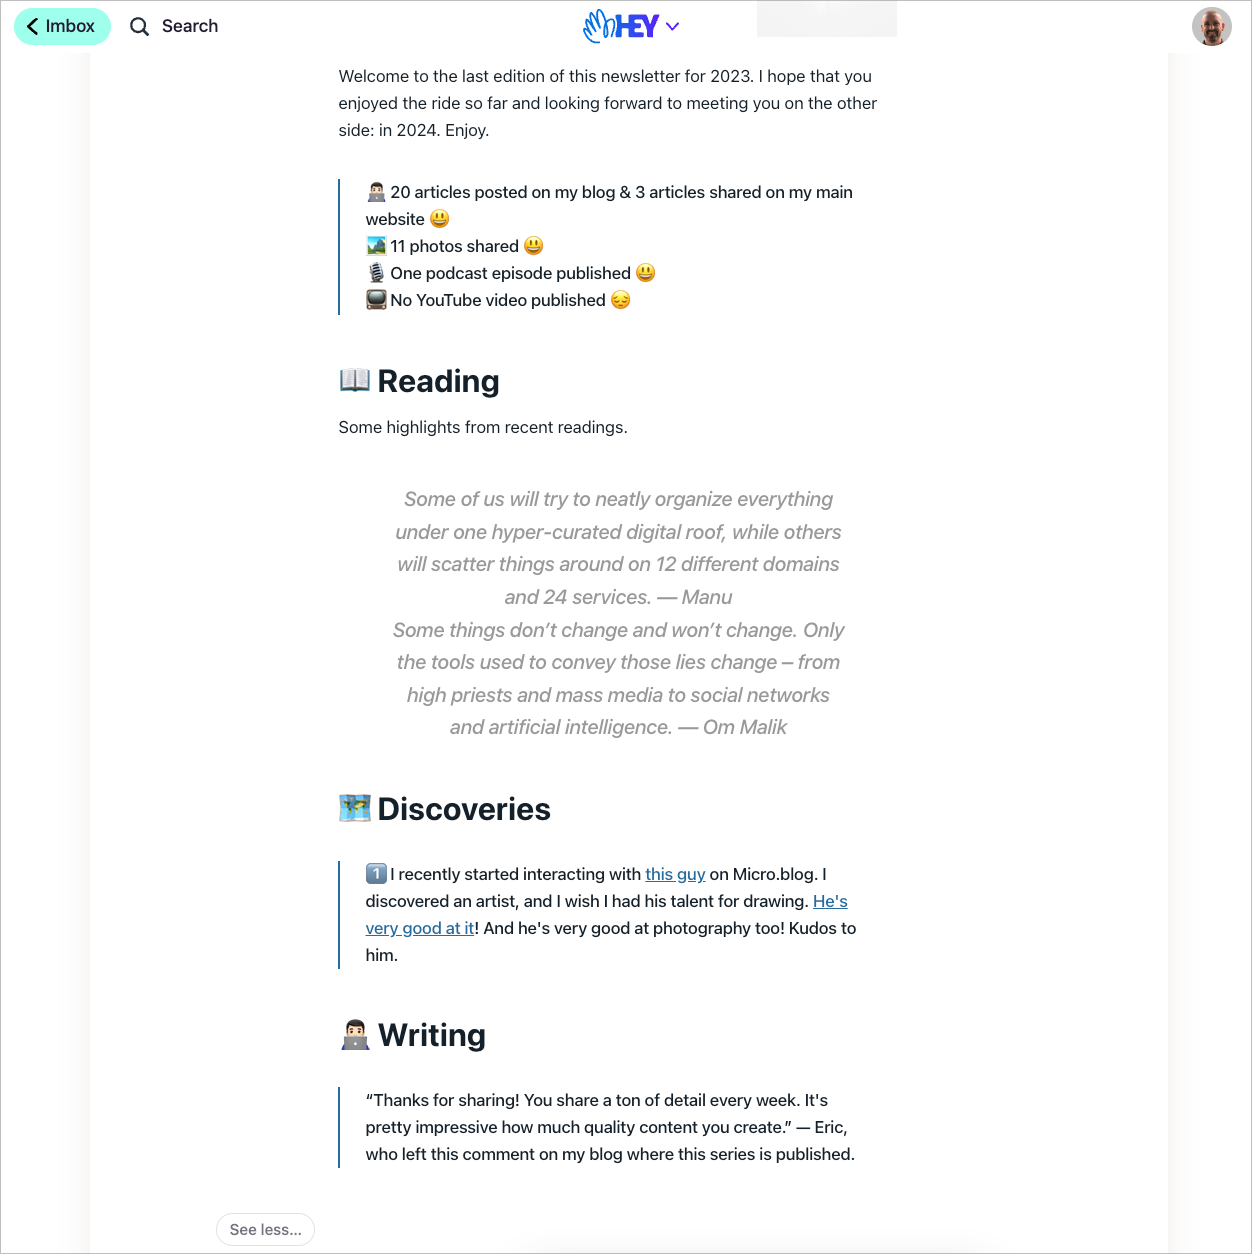 Imbox
Search
HEY
Welcome to the last edition of this newsletter for 2023. I hope that you
enjoyed the ride so far and looking forward to meeting you on the other
side: in 2024. Enjoy.
👨🏻‍💻 20 articles posted on my blog & 3 articles shared on my main
website 😃
🏞️ 11 photos shared 😃
🎙️ One podcast episode published 😃
📺 No YouTube video published 😔
📖 Reading
Some highlights from recent readings.
Some of us will try to neatly organize everything
under one hyper-curated digital roof, while others
will scatter things around on 12 different domains
and 24 services. — Manu
Some things don’t change and won’t change. Only
the tools used to convey those lies change – from
high priests and mass media to social networks
and artificial intelligence. — Om Malik
🗺️ Discoveries
1️⃣ I recently started interacting with this guy on Micro.blog. I
discovered an artist, and I wish I had his talent for drawing. He's
very good at it! And he's very good at photography too! Kudos to
him.
👨🏻‍💻 Writing
“Thanks for sharing! You share a ton of detail every week. It's
pretty impressive how much quality content you create.” — Eric,
who left this comment on my blog where this series is published.
See less...